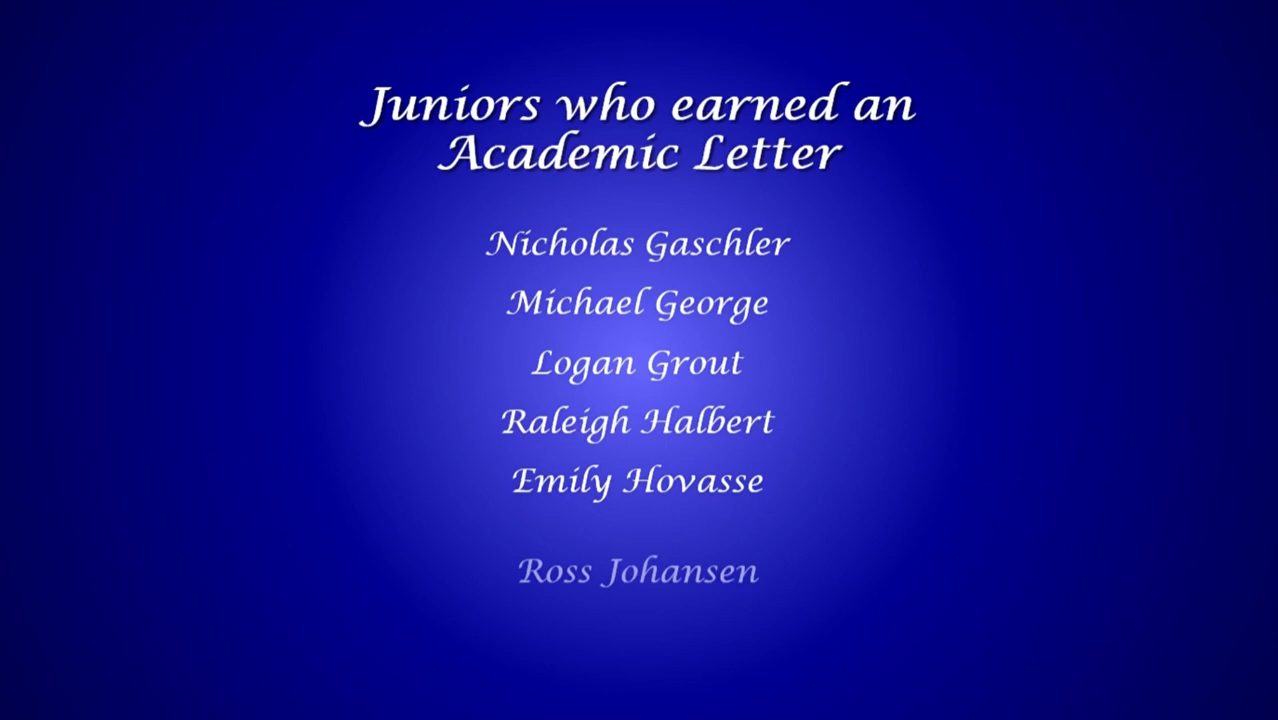 Juniors who earned an
Academic Letter
Nicholas Gaschler
Michael George
Logan Grout
Raleigh Halbert
Emily Hovasse
Ross Johansen